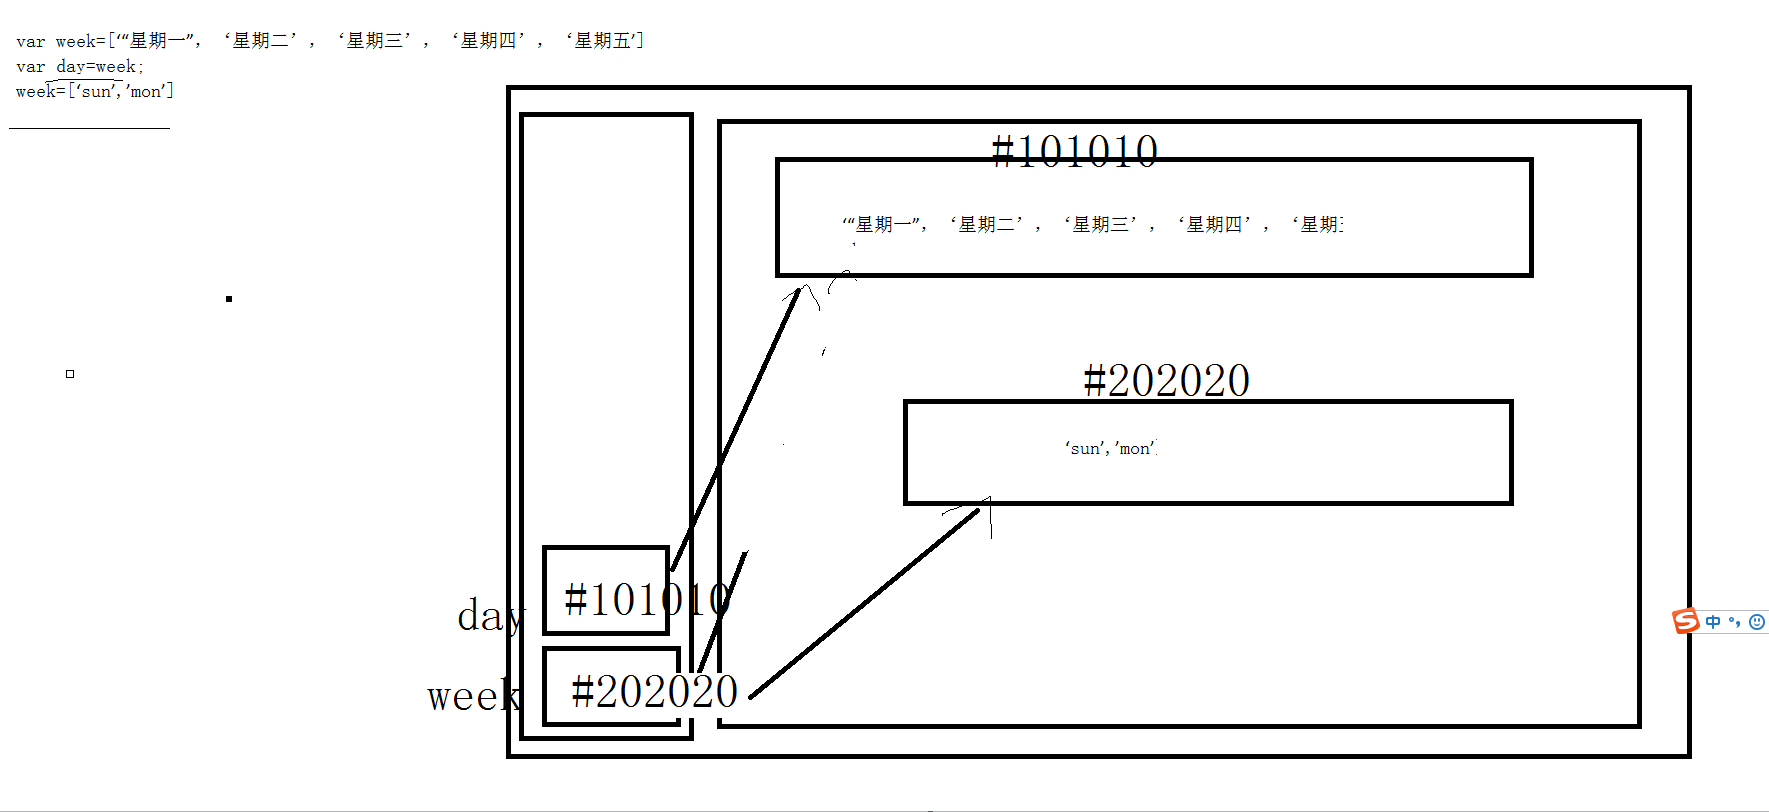 var week=[‘“星期一”, ‘星期二’, ‘星期三’, ‘星期四’, ‘星期五’]
var day=week;
week=[‘sun’,’mon’]
#101010
‘“星期一”, ‘星期二’, ‘星期三’, ‘星期四’, ‘星期
#202020
‘sun’,’mon’
day
#101010
week
#202020
中